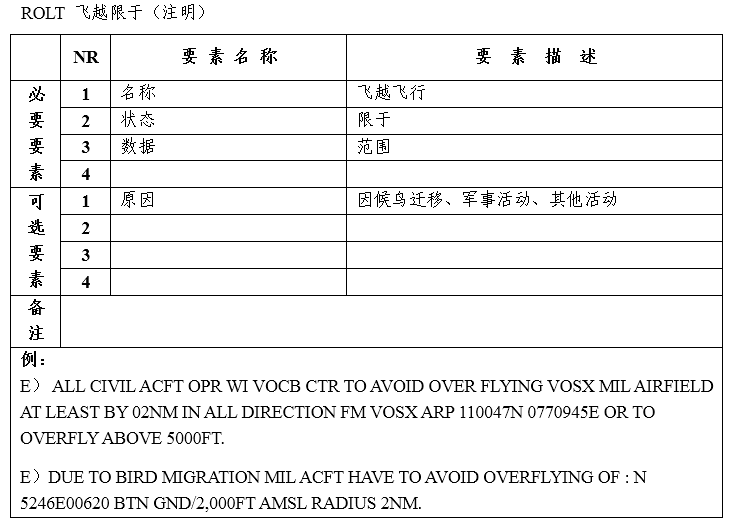 ROLT 飞越限于（注明）
NR 要 素 名 称 要 素 描 述
必要要素
1 名称 飞越飞行
2 状态 限于
3 数据 范围
4
可选要素
1 原因 因候鸟迁移、军事活动、其他活动
2
3
4
备注
例：
E） ALL CIVIL ACFT OPR WI VOCB CTR TO AVOID OVER FLYING VOSX MIL AIRFIELD
AT LEAST BY 02NM IN ALL DIRECTION FM VOSX ARP 110047N 0770945E OR TO
OVERFLY ABOVE 5000FT.
E）DUE TO BIRD MIGRATION MIL ACFT HAVE TO AVOID OVERFLYING OF : N
5246E00620 BTN GND/2,000FT AMSL RADIUS 2NM.